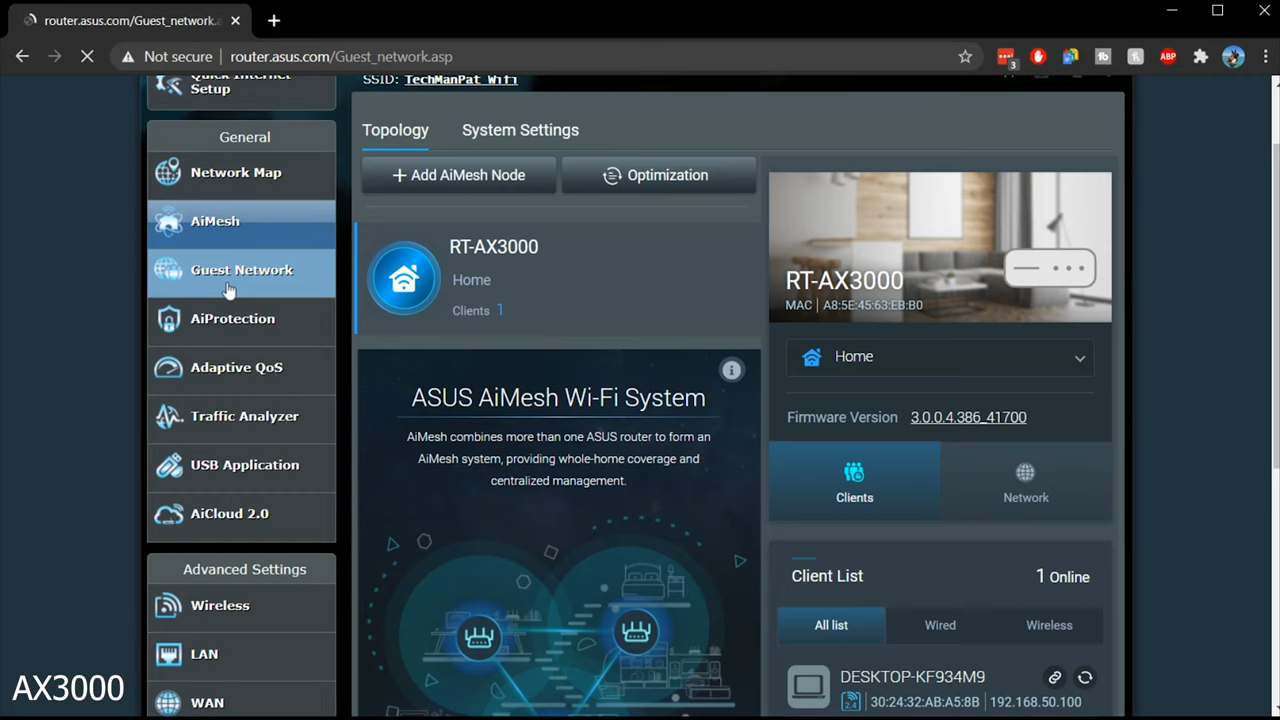 router.asus.com/Guest_network.
Not secure
router.asus.com/Guest_network.asp
3
ABP
Quick Internet
Setup
SSID: TechManPat Wifi
General
Network Map
AiMesh
Guest Network
AiProtection
Adaptive QoS
Traffic Analyzer
USB Application
AiCloud 2.0
Advanced Settings
Wireless
LAN
WAN
Topology
System Settings
+ Add AiMesh Node
Optimization
RT-AX3000
Home
Clients 1
ASUS AiMesh Wi-Fi System
AiMesh combines more than one ASUS router to form an
AiMesh system, providing whole-home coverage and
centralized management.
RT-AX3000
MAC | A8:5E:45:63:EB:B0
Home
Firmware Version 3.0.0.4.386_41700
Clients
Network
Client List
1 Online
All list
Wired
Wireless
DESKTOP-KF934M9
2.4
30:24:32:AB:A5:8B
192.168.50.100
AX3000